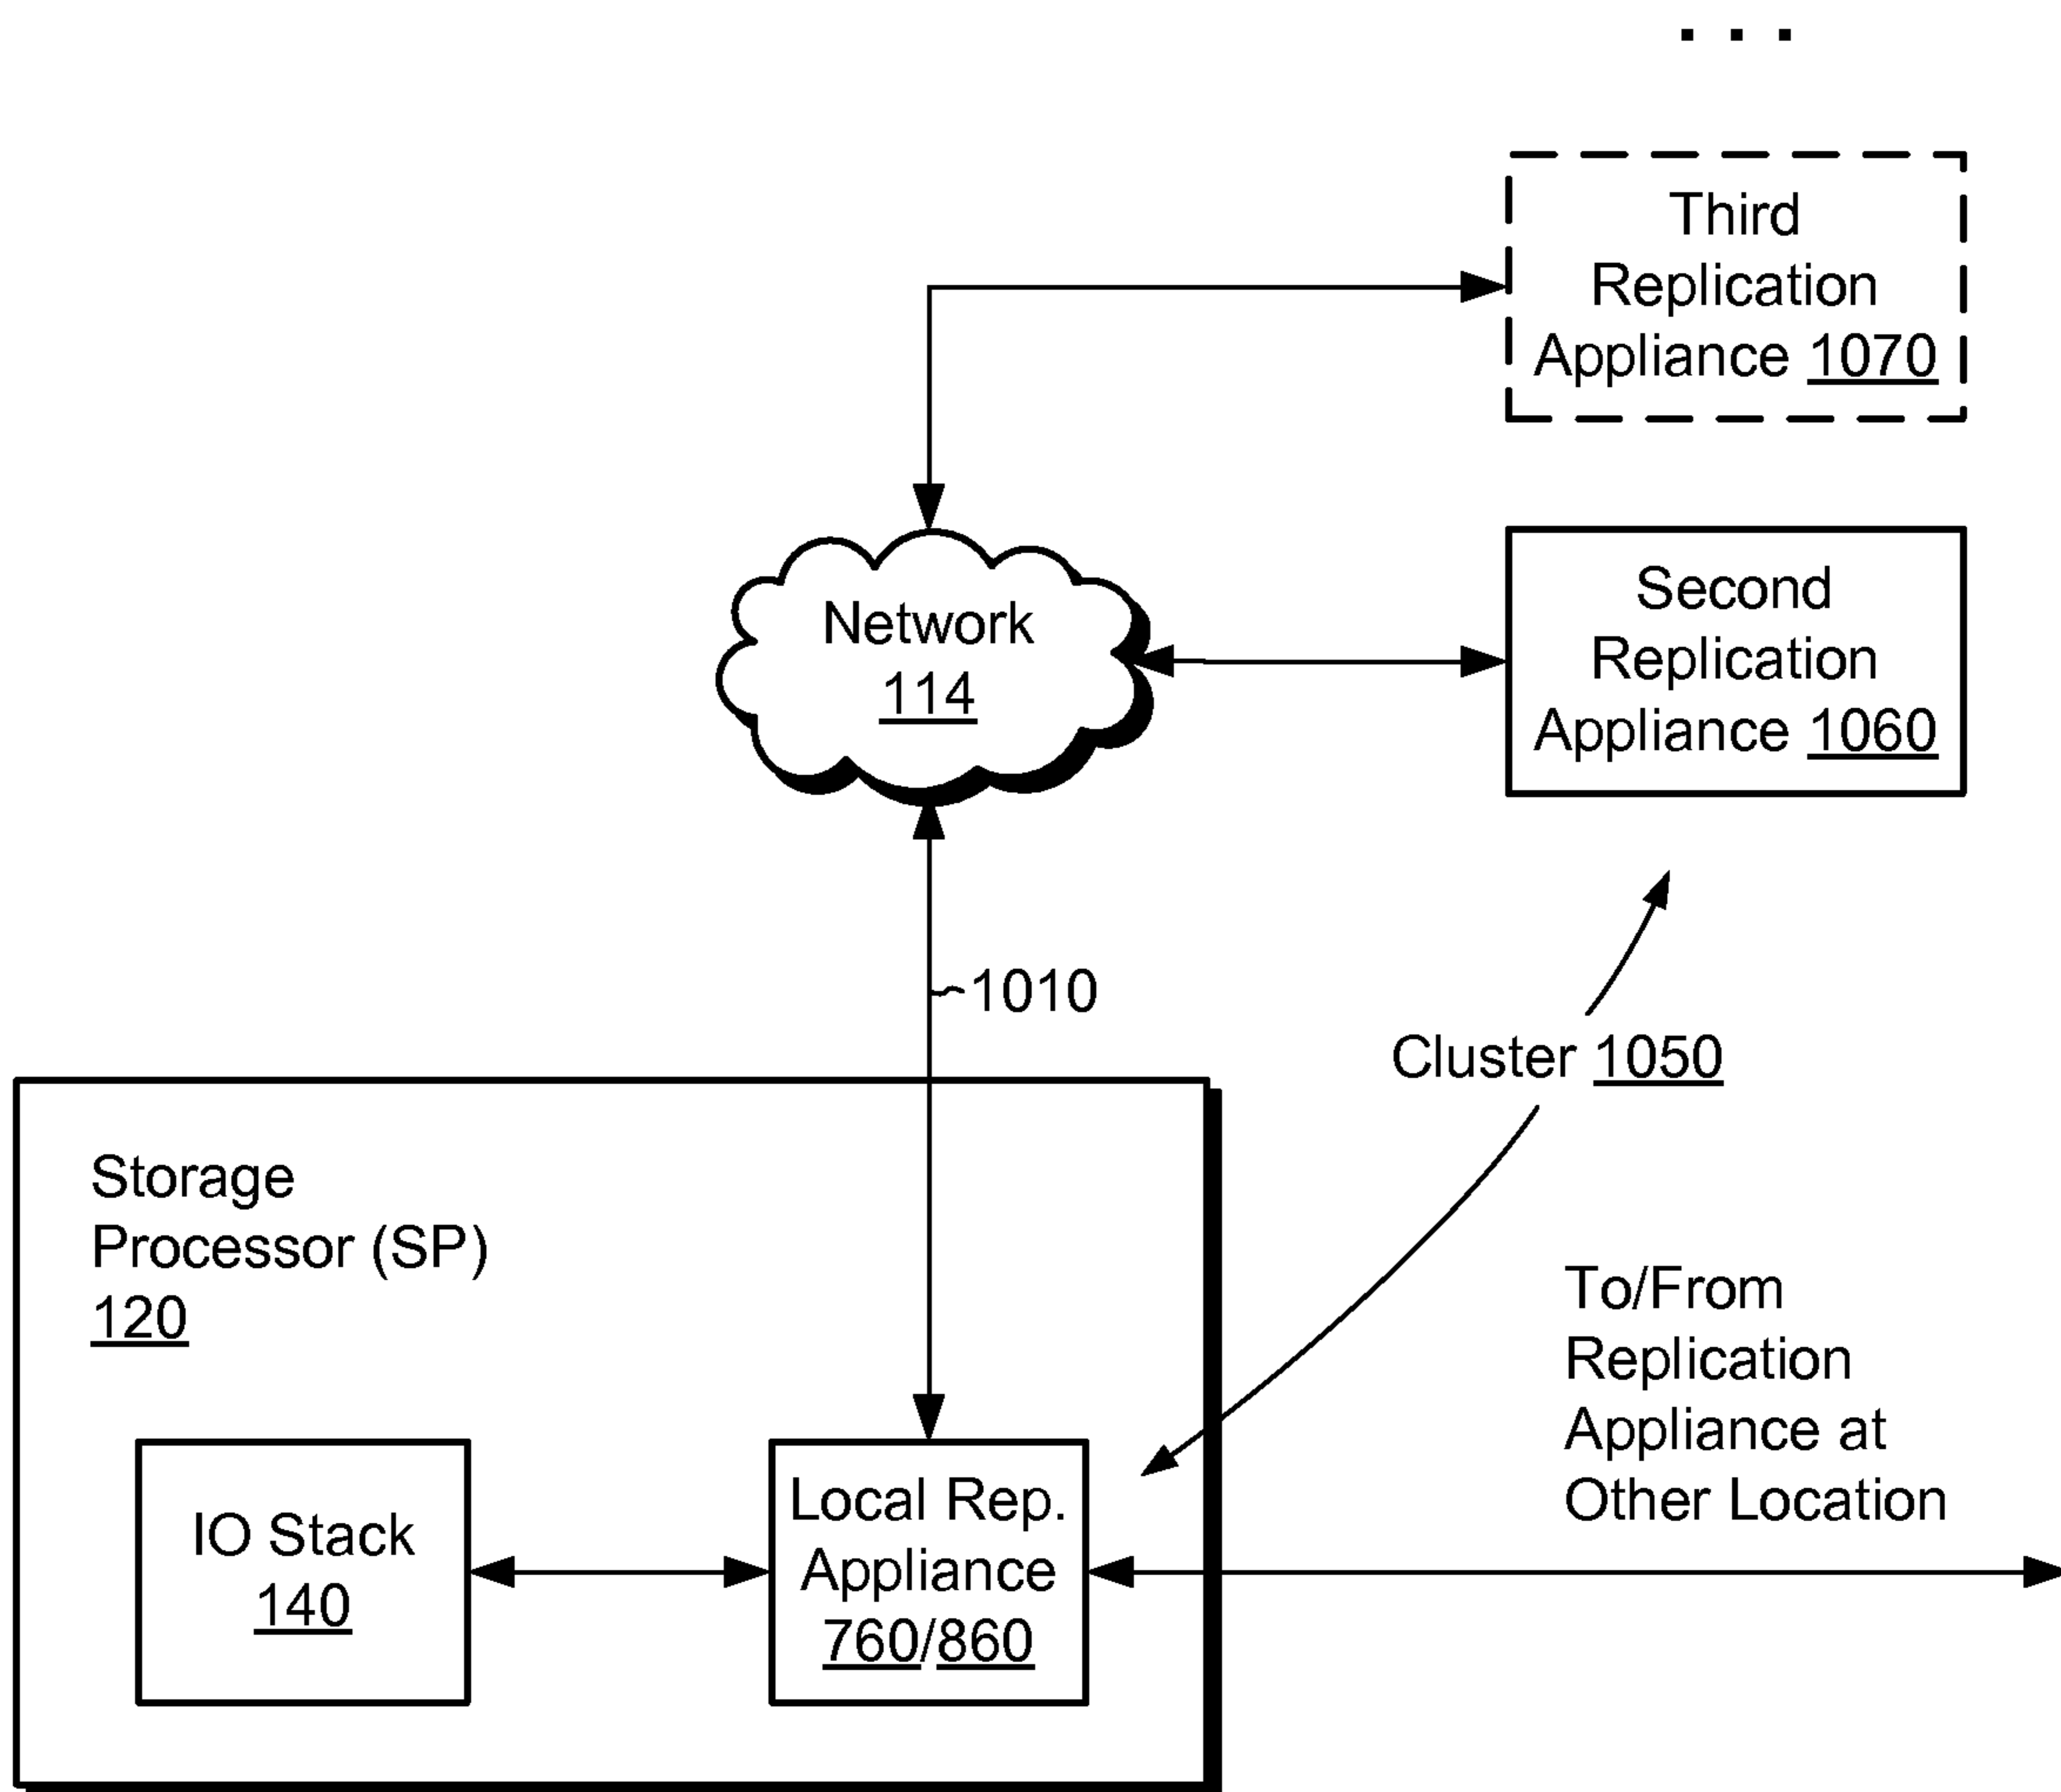 . . .
Third
Replication
Appliance 1070
Network
114
Second
Replication
Appliance 1060
1010
Cluster 1050
Storage
Processor (SP)
120
To/From
Replication
Appliance at
Other Location
IO Stack
140
Local Rep.
Appliance
760/860